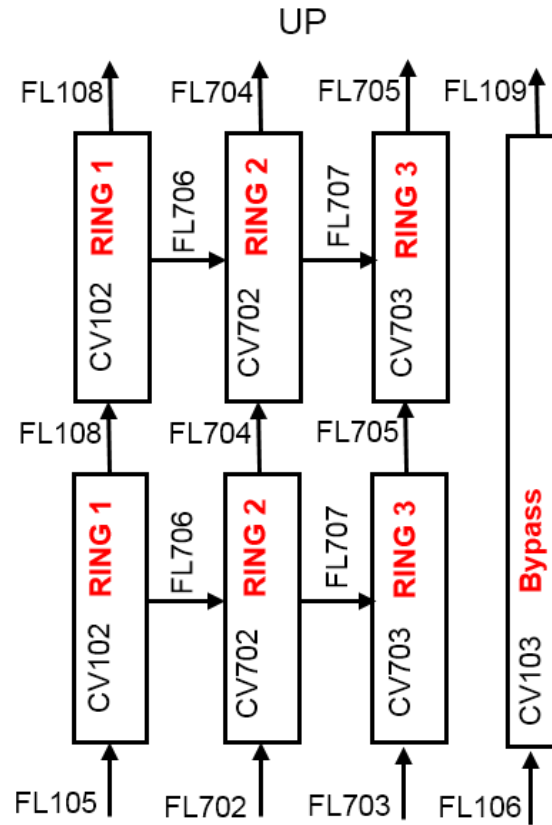 UP
FL108
FL704
FL705
FL109
CV102 RING 1
FL706
CV702 RING 2
FL707
CV703 RING 3
FL108
FL704
FL705
CV102 RING 1
FL706
CV702 RING 2
FL707
CV703 RING 3
CV103 Bypass
FL105
FL702
FL703
FL106